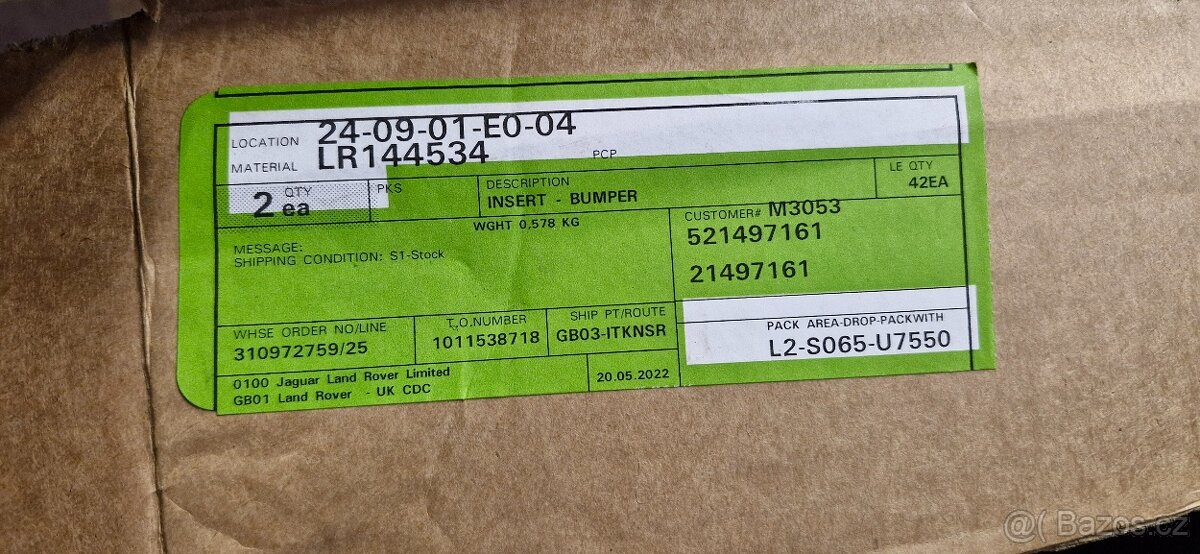 LOCATION 24-09-01-E0-04
MATERIAL LR144534 PCP
2 QTY ea PKS
DESCRIPTION
INSERT - BUMPER
LE QTY
42EA
WGHT 0,578 KG
MESSAGE:
SHIPPING CONDITION: S1-Stock
CUSTOMER# M3053
521497161
21497161
WHSE ORDER NO/LINE
310972759/25
T,O.NUMBER
1011538718
SHIP PT/ROUTE
GB03-ITKNSR
PACK AREA-DROP-PACKWITH
L2-S065-U7550
0100 Jaguar Land Rover Limited
GB01 Land Rover - UK CDC
20.05.2022
@( Bazos.cz